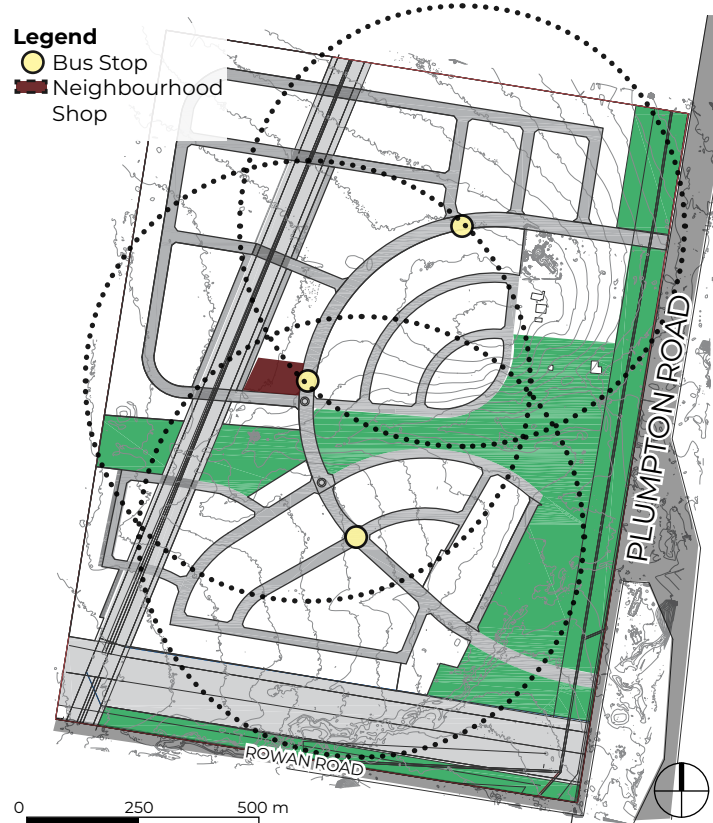 Legend
Bus Stop
Neighbourhood
Shop
PLUMPTON ROAD
ROWAN ROAD
0 250 500 m